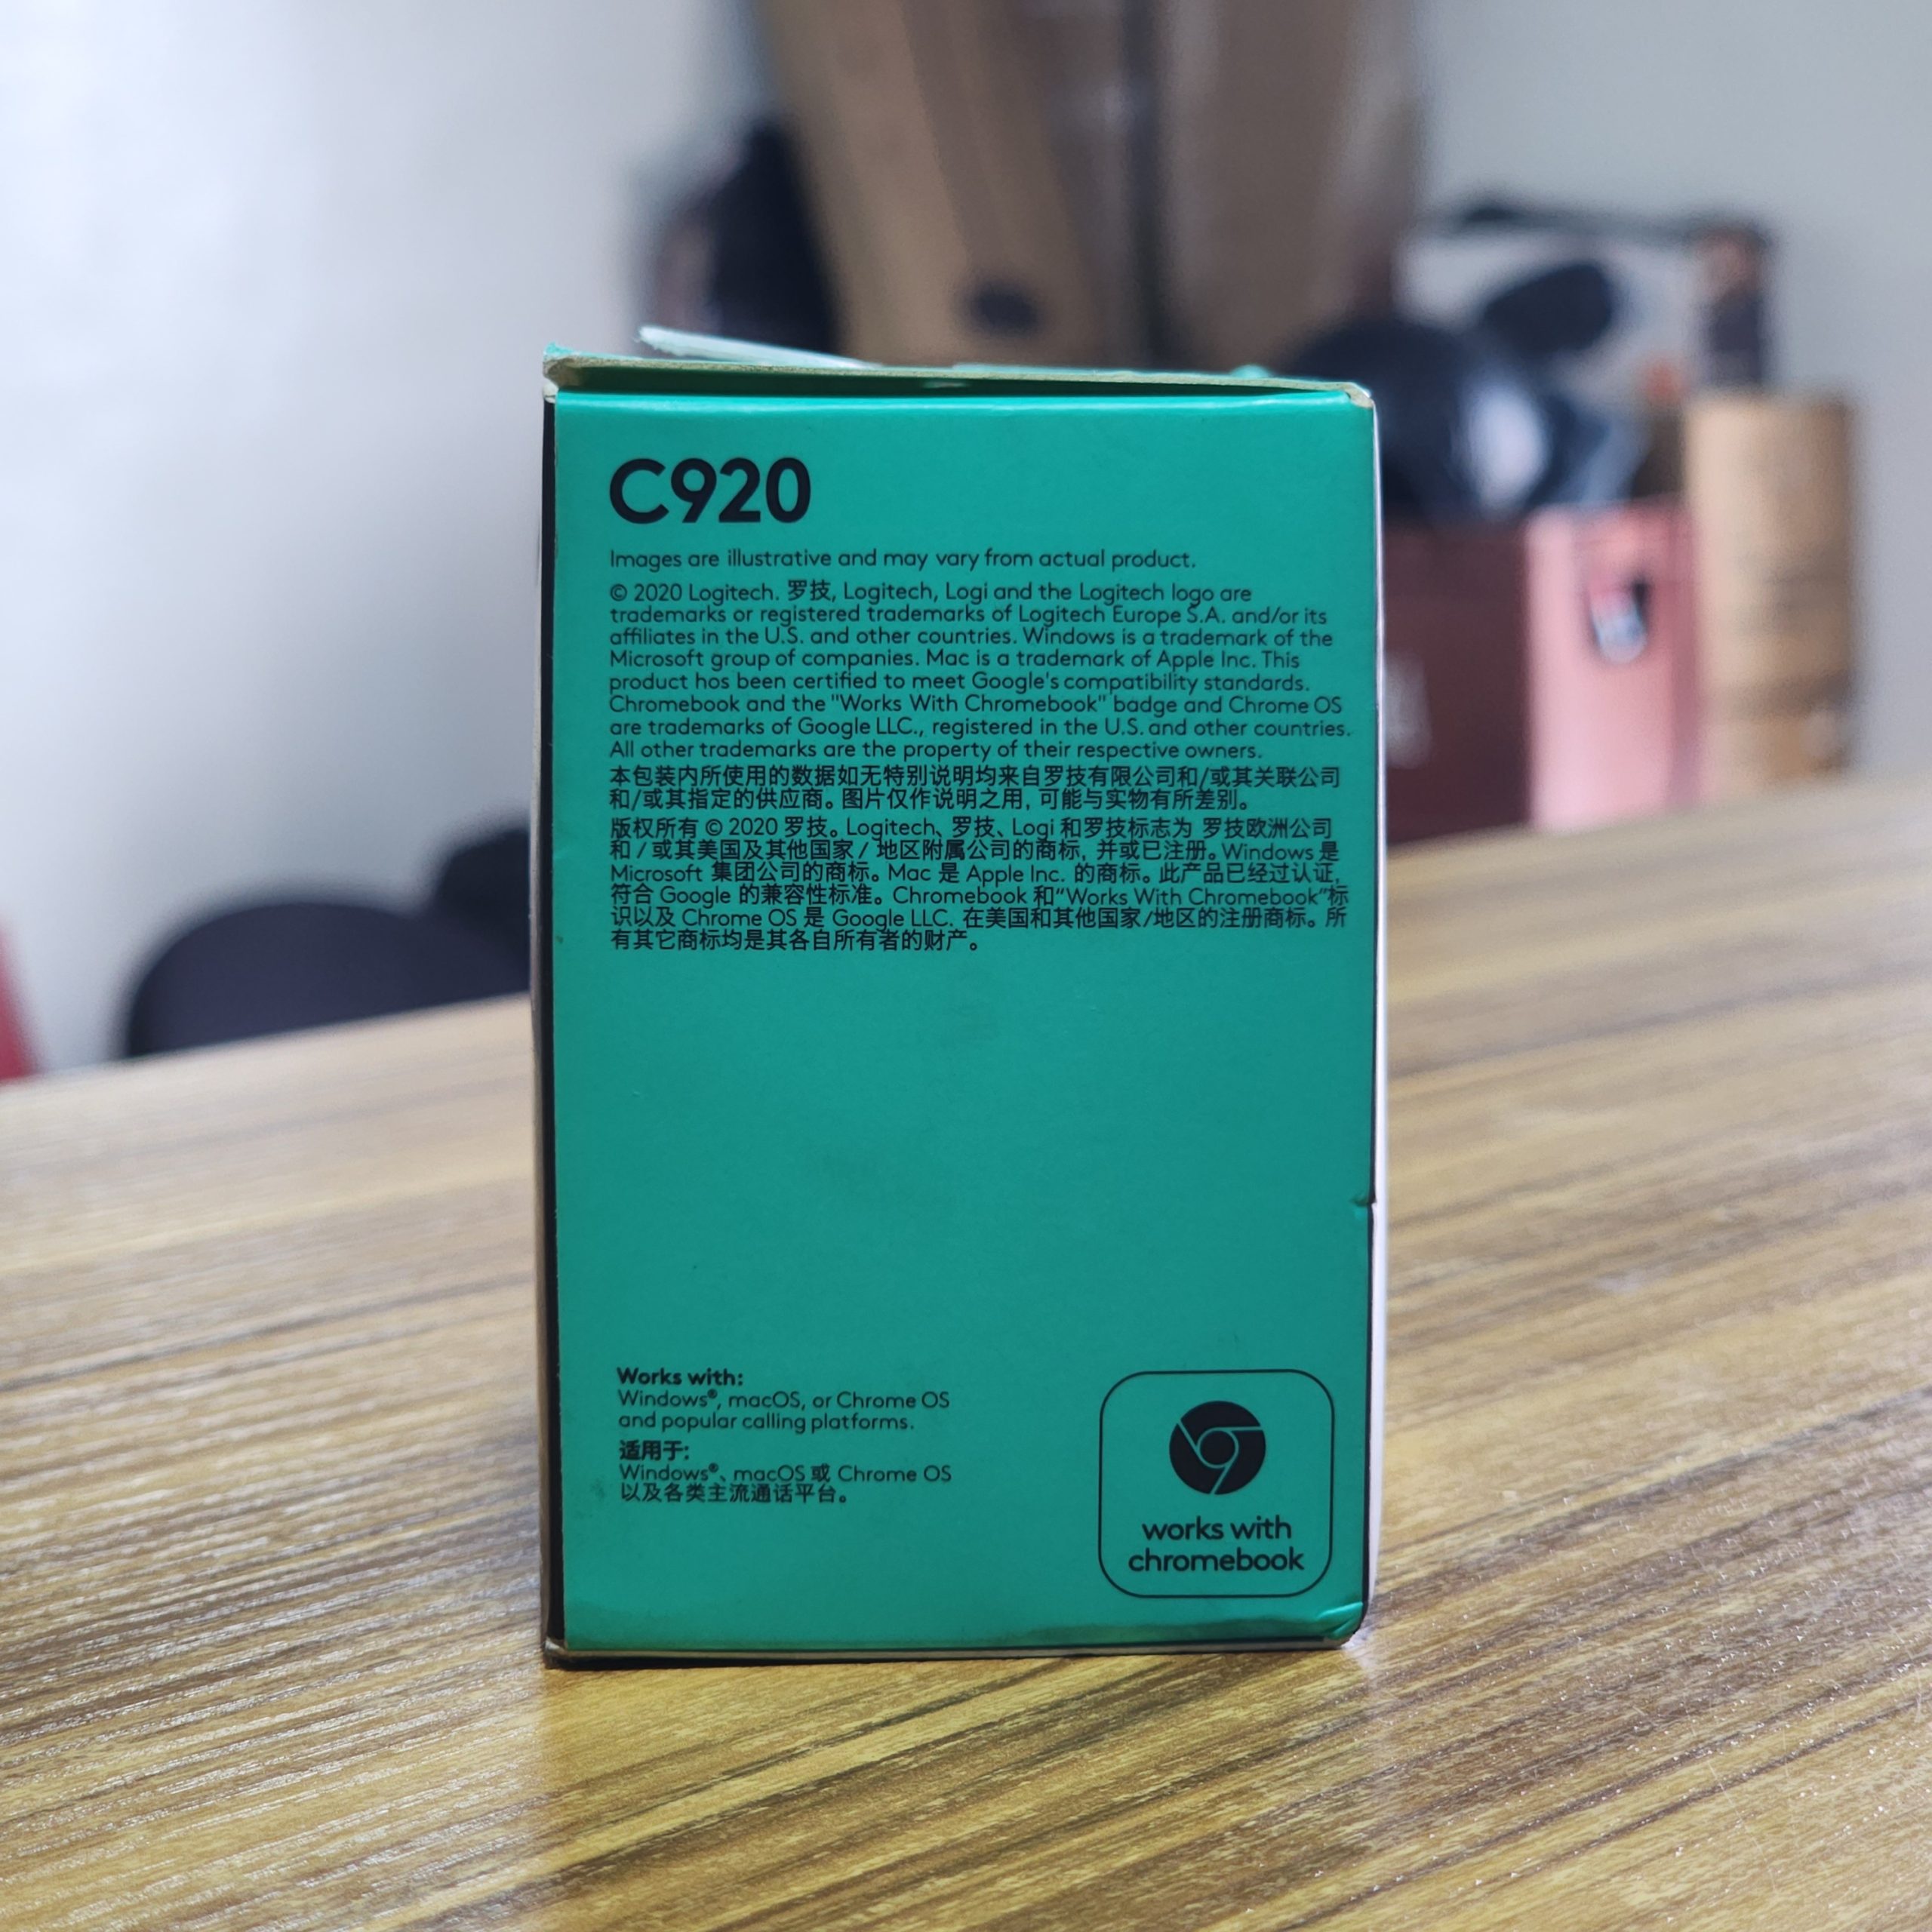 C920
Images are illustrative and may vary from actual product.
© 2020 Logitech. 罗技, Logitech, Logi and the Logitech logo are
trademarks or registered trademarks of Logitech Europe S.A. and/or its
affiliates in the U.S. and other countries. Windows is a trademark of the
Microsoft group of companies. Mac is a trademark of Apple Inc. This
product hos been certified to meet Google's compatibility standards.
Chromebook and the "Works With Chromebook" badge and Chrome OS
are trademarks of Google LLC., registered in the U.S. and other countries.
All other trademarks are the property of their respective owners.
本包装内所使用的数据如无特别说明均来自罗技有限公司和/或其关联公司
和/或其指定的供应商。图片仅作说明之用, 可能与实物有所差别。
版权所有 © 2020 罗技。Logitech、罗技、Logi 和罗技标志为 罗技欧洲公司
和 / 或其美国及其他国家 / 地区附属公司的商标, 并或已注册。Windows 是
Microsoft 集团公司的商标。Mac 是 Apple Inc. 的商标。此产品已经过认证,
符合 Google 的兼容性标准。Chromebook 和“Works With Chromebook”标
识以及 Chrome OS 是 Google LLC. 在美国和其他国家/地区的注册商标。所
有其它商标均是其各自所有者的财产。
Works with:
Windows®, macOS, or Chrome OS
and popular calling platforms.
适用于:
Windows®、macOS 或 Chrome OS
以及各类主流通话平台。
works with
chromebook